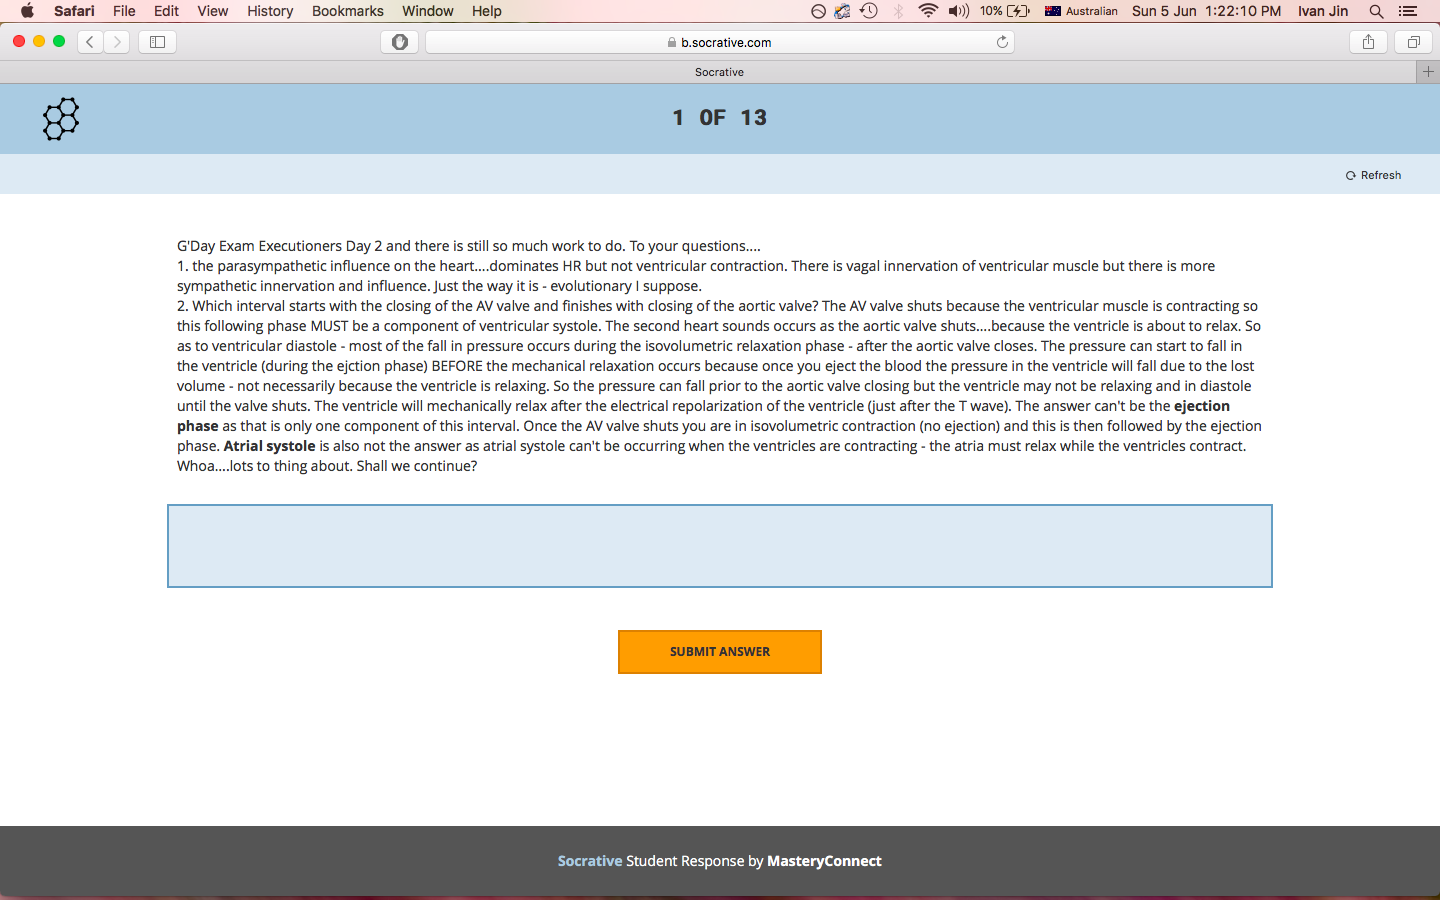 Safari File Edit View History Bookmarks Window Help 10% Australian Sun 5 Jun 1:22:10 PM Ivan Jin
b.socrative.com
Socrative
1 OF 13
Refresh
G'Day Exam Executioners Day 2 and there is still so much work to do. To your questions....
1. the parasympathetic influence on the heart....dominates HR but not ventricular contraction. There is vagal innervation of ventricular muscle but there is more
sympathetic innervation and influence. Just the way it is - evolutionary I suppose.
2. Which interval starts with the closing of the AV valve and finishes with closing of the aortic valve? The AV valve shuts because the ventricular muscle is contracting so
this following phase MUST be a component of ventricular systole. The second heart sounds occurs as the aortic valve shuts....because the ventricle is about to relax. So
as to ventricular diastole - most of the fall in pressure occurs during the isovolumetric relaxation phase - after the aortic valve closes. The pressure can start to fall in
the ventricle (during the ejction phase) BEFORE the mechanical relaxation occurs because once you eject the blood the pressure in the ventricle will fall due to the lost
volume - not necessarily because the ventricle is relaxing. So the pressure can fall prior to the aortic valve closing but the ventricle may not be relaxing and in diastole
until the valve shuts. The ventricle will mechanically relax after the electrical repolarization of the ventricle (just after the T wave). The answer can't be the ejection
phase as that is only one component of this interval. Once the AV valve shuts you are in isovolumetric contraction (no ejection) and this is then followed by the ejection
phase. Atrial systole is also not the answer as atrial systole can't be occurring when the ventricles are contracting - the atria must relax while the ventricles contract.
Whoa....lots to thing about. Shall we continue?
SUBMIT ANSWER
Socrative Student Response by MasteryConnect